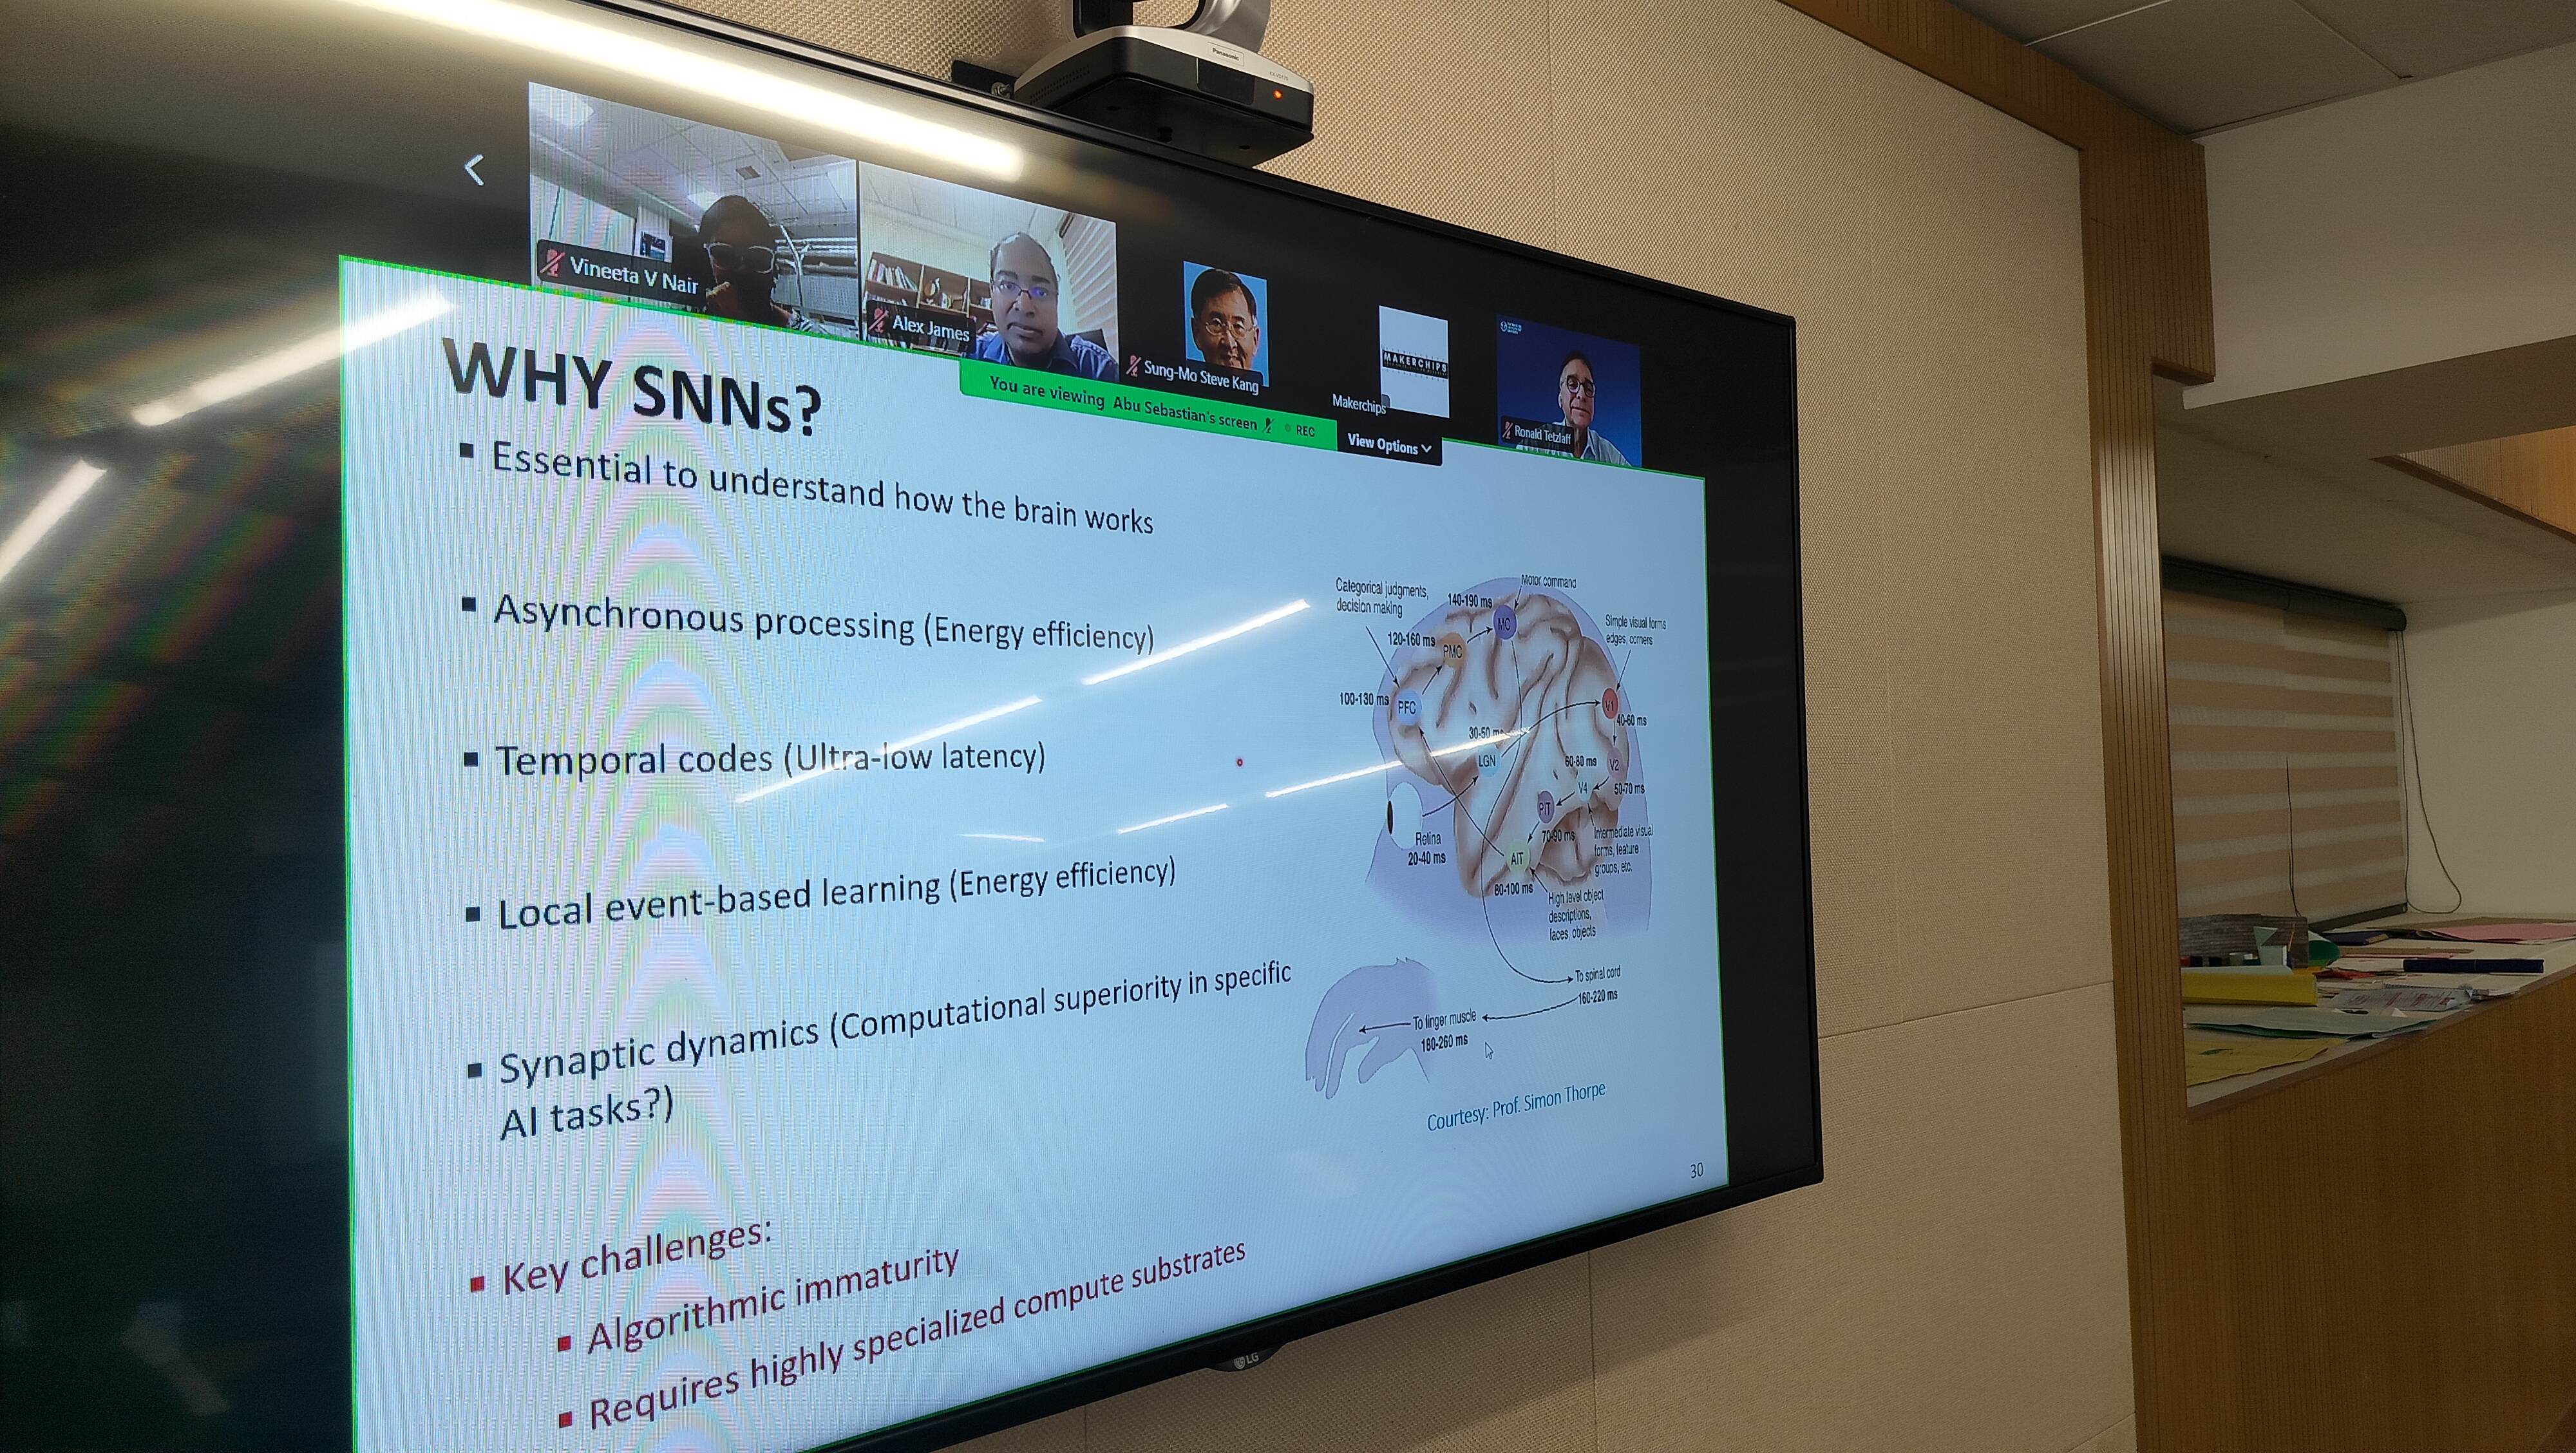 Panasonic
Vineeta V Nair
Alex James
Sung-Mo Steve Kang
MAKERCHIPS
Makerchips
Ronald Tetzlaff
You are viewing Abu Sebastian's screen
REC
View Options
WHY SNNs?
▪ Essential to understand how the brain works
▪ Asynchronous processing (Energy efficiency)
▪ Temporal codes (Ultra-low latency)
▪ Local event-based learning (Energy efficiency)
▪ Synaptic dynamics (Computational superiority in specific
AI tasks?)
▪ Key challenges:
▪ Algorithmic immaturity
▪ Requires highly specialized compute substrates
Categorical judgments,
decision making
Motor command
140-190 ms
MC
Simple visual forms
edges, corners
120-160 ms
PMC
100-130 ms
PFC
V1
40-60 ms
30-50 ms
LGN
60-80 ms
V2
V4
50-70 ms
PIT
Retina
20-40 ms
70-90 ms
Intermediate visual
forms, feature
groups, etc.
AIT
80-100 ms
High level object
descriptions,
faces, objects
To spinal cord
160-220 ms
To finger muscle
180-260 ms
Courtesy: Prof. Simon Thorpe
30
LG